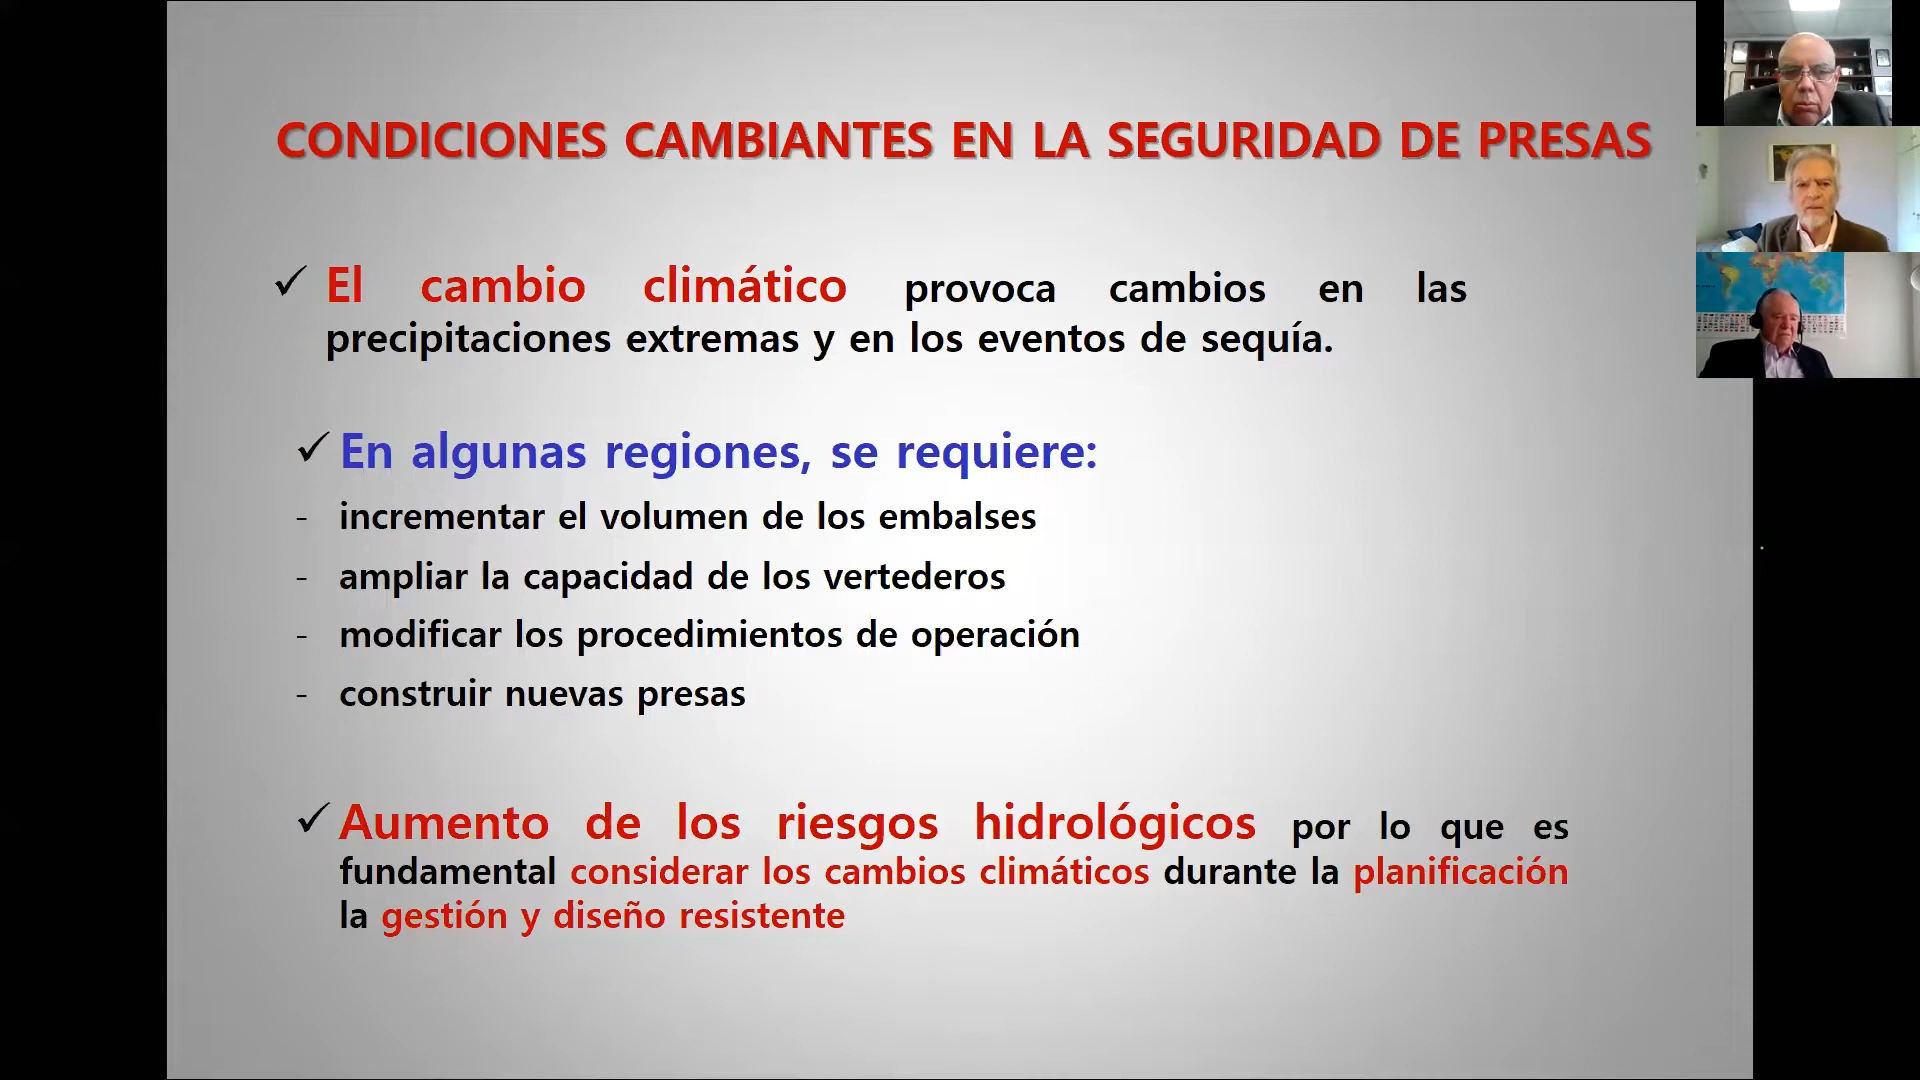 CONDICIONES CAMBIANTES EN LA SEGURIDAD DE PRESAS
✓ El cambio climático provoca cambios en las
precipitaciones extremas y en los eventos de sequía.
✓ En algunas regiones, se requiere:
- incrementar el volumen de los embalses
- ampliar la capacidad de los vertederos
- modificar los procedimientos de operación
- construir nuevas presas
✓ Aumento de los riesgos hidrológicos por lo que es
fundamental considerar los cambios climáticos durante la planificación
la gestión y diseño resistente